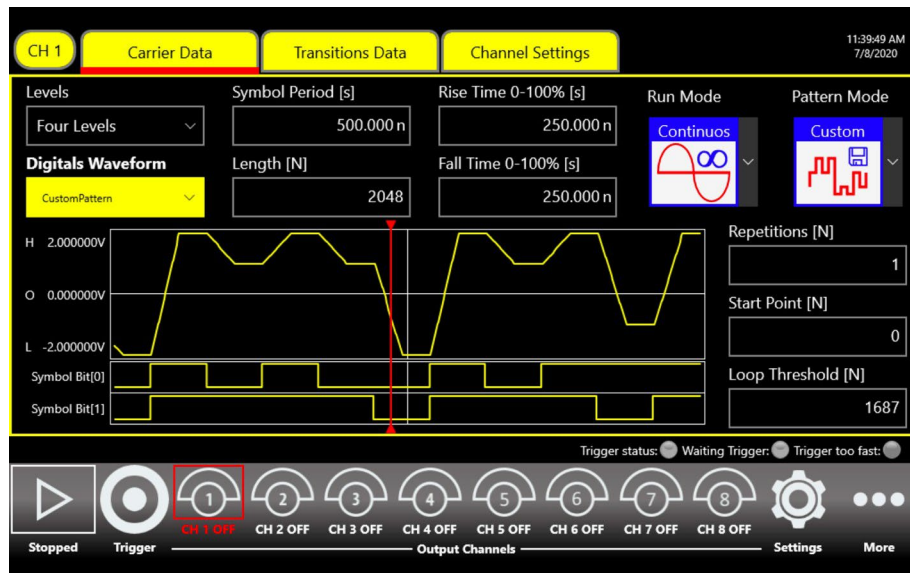 CH 1
Carrier Data
Transitions Data
Channel Settings
11:39:49 AM
7/8/2020
Levels
Symbol Period [s]
Rise Time 0-100% [s]
Run Mode
Pattern Mode
Four Levels
500.000 n
250.000 n
Continuos
Custom
Digitals Waveform
Length [N]
Fall Time 0-100% [s]
CustomPattern
2048
250.000 n
H 2.000000V
Repetitions [N]
1
O 0.000000V
Start Point [N]
0
L -2.000000V
Symbol Bit[0]
Loop Threshold [N]
Symbol Bit[1]
1687
Trigger status: Waiting Trigger: Trigger too fast:
1 2 3 4 5 6 7 8
CH 1 OFF CH 2 OFF CH 3 OFF CH 4 OFF CH 5 OFF CH 6 OFF CH 7 OFF CH 8 OFF
Stopped Trigger Output Channels Settings More